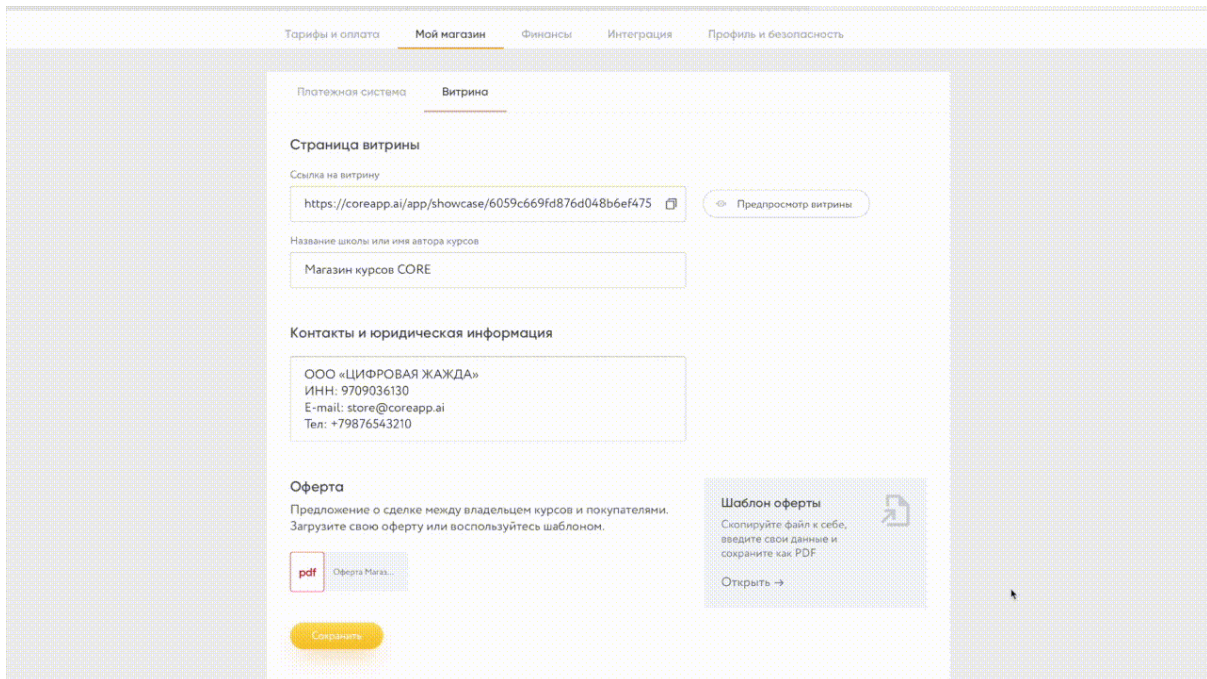 Тарифы и оплата Мой магазин Финансы Интеграция Профиль и безопасность
Платежная система Витрина
Страница витрины
Ссылка на витрину
https://coreapp.ai/app/showcase/6059c669fd876d048b6ef475 Предпросмотр витрины
Название школы или имя автора курсов
Магазин курсов CORE
Контакты и юридическая информация
ООО «ЦИФРОВАЯ ЖАЖДА»
ИНН: 9709036130
E-mail: store@coreapp.ai
Тел: +79876543210
Оферта
Предложение о сделке между владельцем курсов и покупателями.
Загрузите свою оферту или воспользуйтесь шаблоном.
pdf Оферта Магаз...
Сохранить
Шаблон оферты
Скопируйте файл к себе,
введите свои данные и
сохраните как PDF
Открыть →